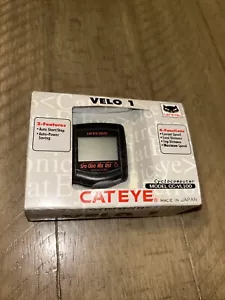 VELO 1
2-Features
• Auto Start/Stop
• Auto-Power
Saving
4-Functions
• Current Speed
• Total Distance
• Trip Distance
• Maximum Speed
CATEYE
Cyclocomputer
MODEL CC-VL100
CATEYE®
MADE IN JAPAN